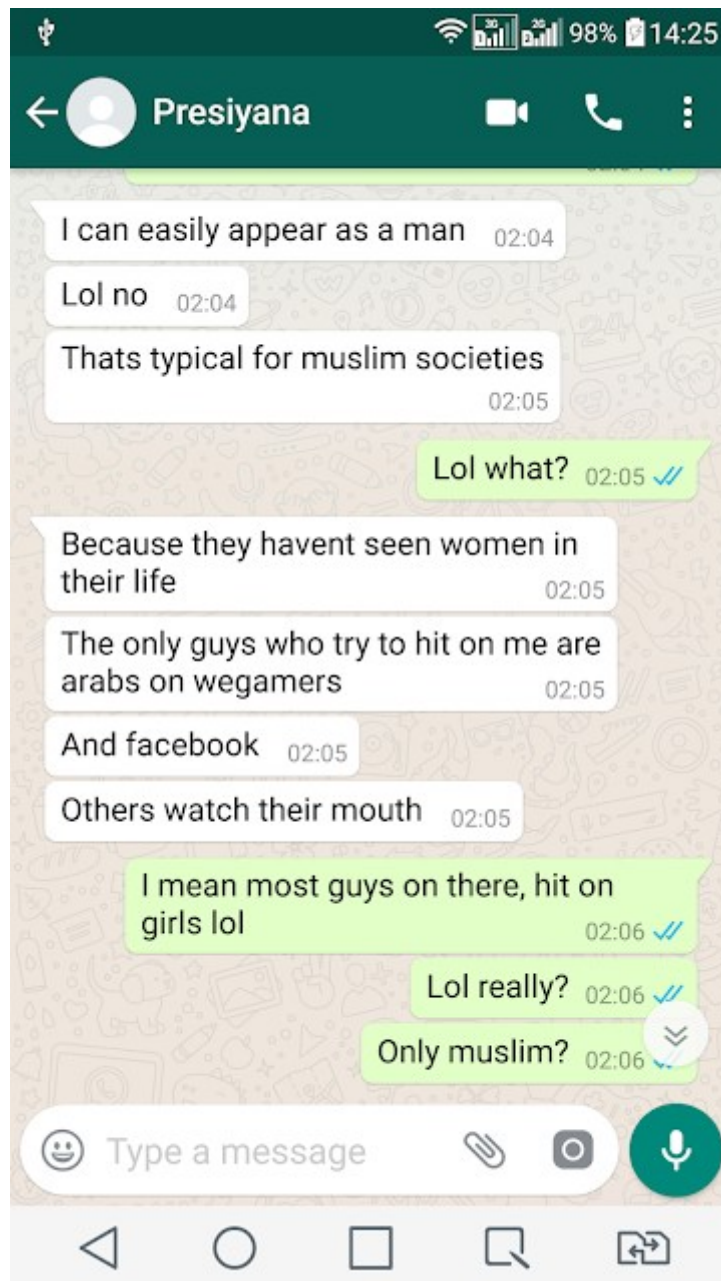 98% 14:25
Presiyana
I can easily appear as a man 02:04
Lol no 02:04
Thats typical for muslim societies
02:05
Lol what? 02:05
Because they havent seen women in
their life 02:05
The only guys who try to hit on me are
arabs on wegamers 02:05
And facebook 02:05
Others watch their mouth 02:05
I mean most guys on there, hit on
girls lol 02:06
Lol really? 02:06
Only muslim? 02:06
Type a message